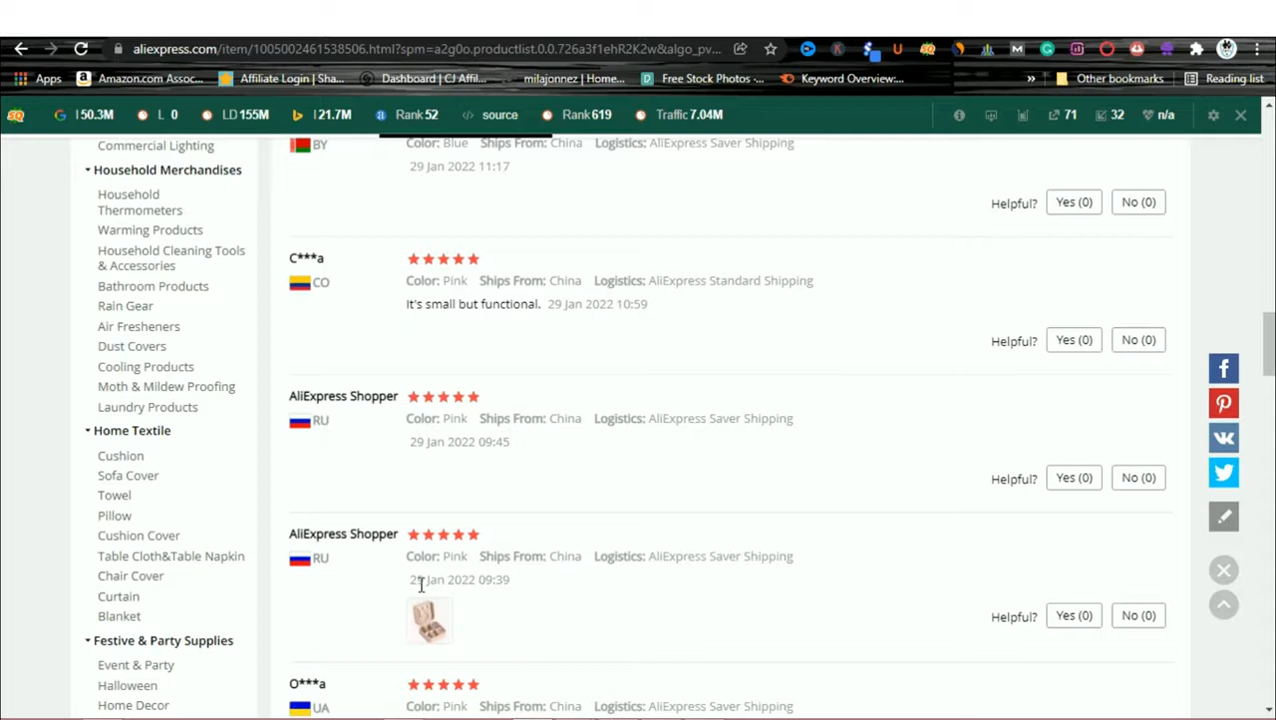 aliexpress.com/item/1005002461538506.html?spm=a2g0o.productlist.0.0.726a3f1ehR2K2w&algo_pv...
Apps
Amazon.com Assoc...
Affiliate Login | Sha...
Dashboard | CJ Affil...
milajonnez | Home...
Free Stock Photos -...
Keyword Overview:...
»
Other bookmarks
Reading list
I 50.3M
L 0
LD 155M
I 21.7M
Rank 52
source
Rank 619
Traffic 7.04M
71
32
n/a
Commercial Lighting
Household Merchandises
Household
Thermometers
Warming Products
Household Cleaning Tools
& Accessories
Bathroom Products
Rain Gear
Air Fresheners
Dust Covers
Cooling Products
Moth & Mildew Proofing
Laundry Products
Home Textile
Cushion
Sofa Cover
Towel
Pillow
Cushion Cover
Table Cloth&Table Napkin
Chair Cover
Curtain
Blanket
Festive & Party Supplies
Event & Party
Halloween
Home Decor
BY
Color: Blue Ships From: China Logistics: AliExpress Saver Shipping
29 Jan 2022 11:17
Helpful? Yes (0) No (0)
C***a
CO
Color: Pink Ships From: China Logistics: AliExpress Standard Shipping
It's small but functional. 29 Jan 2022 10:59
Helpful? Yes (0) No (0)
AliExpress Shopper
RU
Color: Pink Ships From: China Logistics: AliExpress Saver Shipping
29 Jan 2022 09:45
Helpful? Yes (0) No (0)
AliExpress Shopper
RU
Color: Pink Ships From: China Logistics: AliExpress Saver Shipping
29 Jan 2022 09:39
Helpful? Yes (0) No (0)
O***a
UA
Color: Pink Ships From: China Logistics: AliExpress Saver Shipping